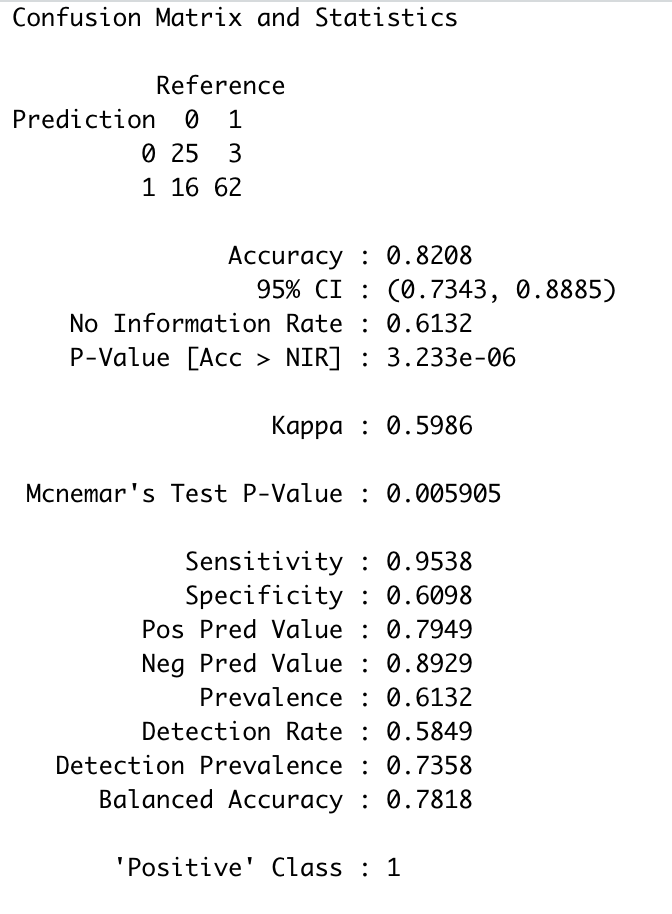 Confusion Matrix and Statistics
Reference
Prediction 0 1
0 25 3
1 16 62
Accuracy : 0.8208
95% CI : (0.7343, 0.8885)
No Information Rate : 0.6132
P-Value [Acc > NIR] : 3.233e-06
Kappa : 0.5986
Mcnemar's Test P-Value : 0.005905
Sensitivity : 0.9538
Specificity : 0.6098
Pos Pred Value : 0.7949
Neg Pred Value : 0.8929
Prevalence : 0.6132
Detection Rate : 0.5849
Detection Prevalence : 0.7358
Balanced Accuracy : 0.7818
'Positive' Class : 1